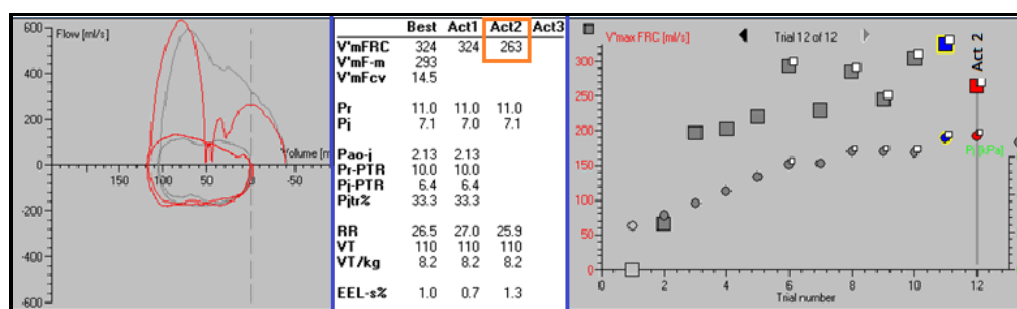 600
Flow [ml/s]
400
200
0
-200
-400
-600
150 100 50 0 -50
Volume [m
Best Act1 Act2 Act3
V'mFRC 324 324 263
V'mF-m 293
V'mFcv 14.5
Pr 11.0 11.0 11.0
Pj 7.1 7.0 7.1
Pao-j 2.13 2.13
Pr-PTR 10.0 10.0
Pj-PTR 6.4 6.4
Pjtr% 33.3 33.3
RR 26.5 27.0 25.9
VT 110 110 110
VT/kg 8.2 8.2 8.2
EEL-s% 1.0 0.7 1.3
V'max FRC [ml/s]
Trial 12 of 12
Act 2
300
250
200
150
100
50
0
Pj [kPa]
0 2 4 6 8 10 12
Trial number